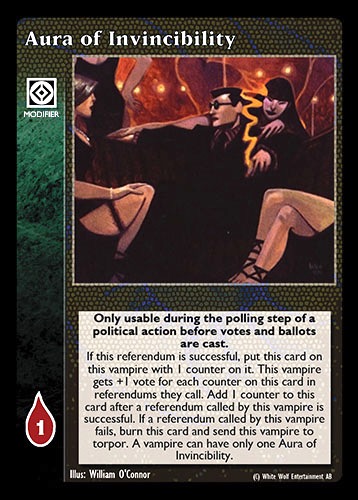 Aura of Invincibility
MODIFIER
Only usable during the polling step of a
political action before votes and ballots
are cast.
If this referendum is successful, put this card on
this vampire with 1 counter on it. This vampire
gets +1 vote for each counter on this card in
referendums they call. Add 1 counter to this
card after a referendum called by this vampire is
successful. If a referendum called by this vampire
fails, burn this card and send this vampire to
torpor. A vampire can have only one Aura of
Invincibility.
1
Illus: William O'Connor
(C) White Wolf Entertainment AB